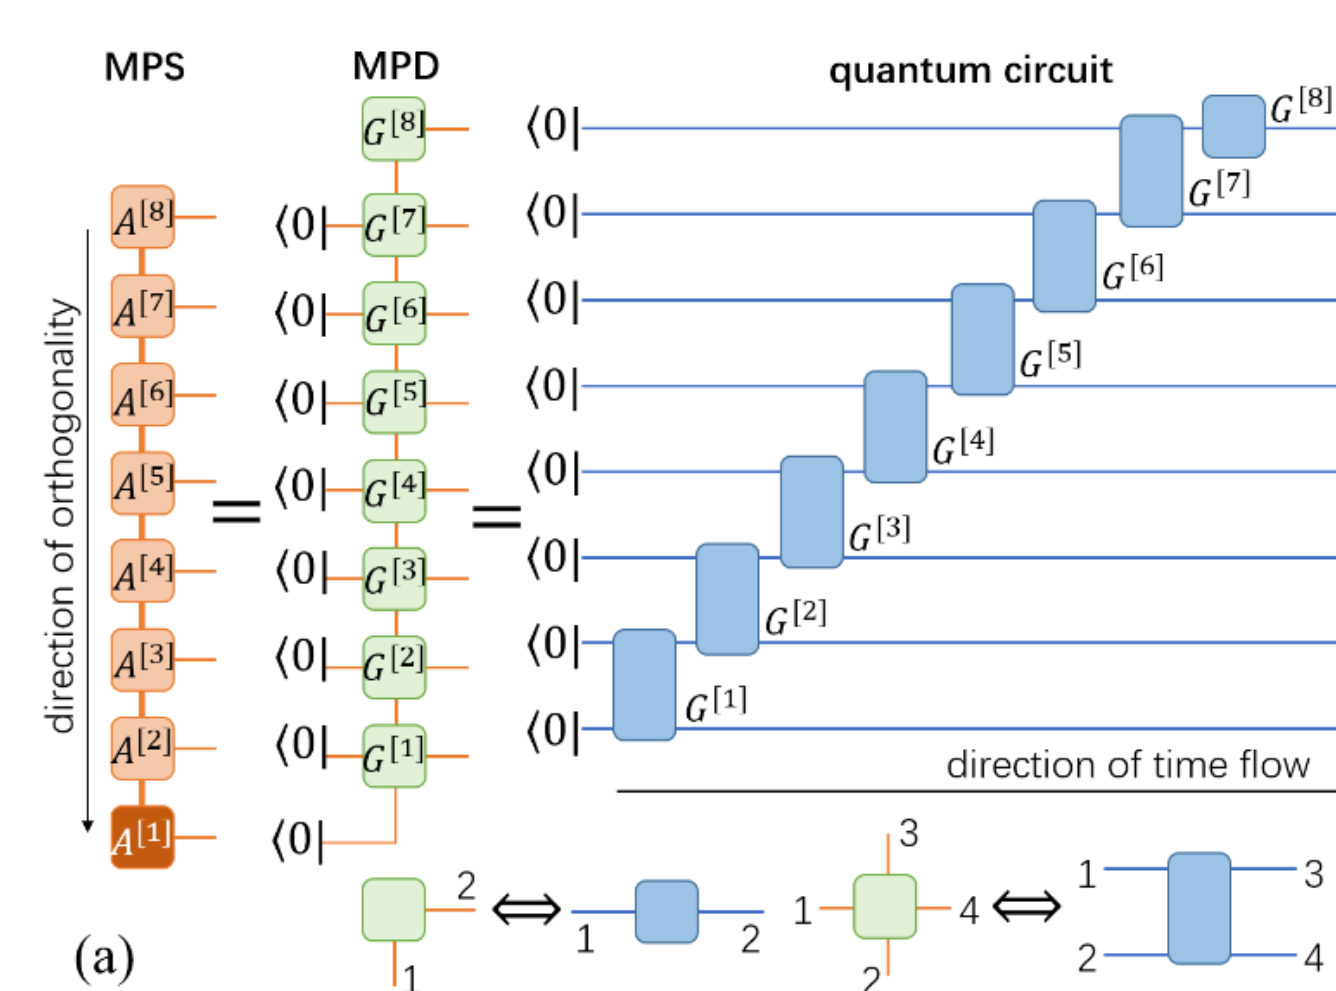 MPS
MPD
quantum circuit
direction of orthogonality
A[8]
A[7]
A[6]
A[5]
A[4]
A[3]
A[2]
A[1]
=
G[8]
⟨0| G[7]
⟨0| G[6]
⟨0| G[5]
⟨0| G[4]
⟨0| G[3]
⟨0| G[2]
⟨0| G[1]
⟨0|
=
⟨0| G[8]
⟨0| G[7]
⟨0| G[6]
⟨0| G[5]
⟨0| G[4]
⟨0| G[3]
⟨0| G[2]
⟨0| G[1]
direction of time flow
(a)
2
1
⇔
1 2
3
1 4
2
⇔
1 3
2 4